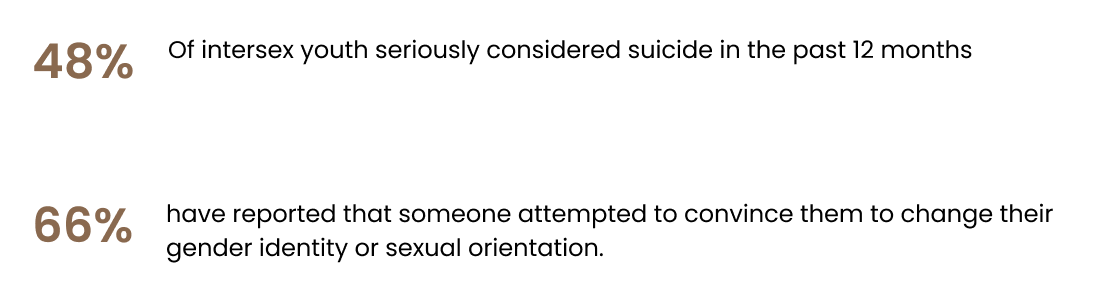 48% Of intersex youth seriously considered suicide in the past 12 months
66% have reported that someone attempted to convince them to change their
gender identity or sexual orientation.